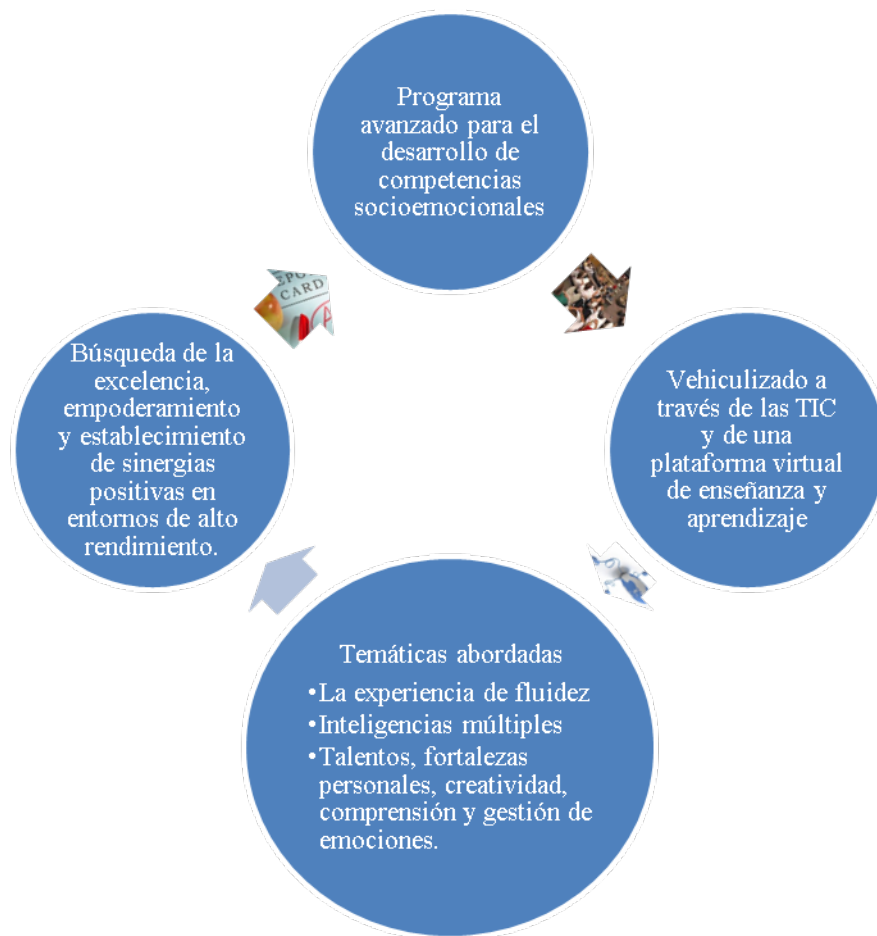 Programa
avanzado para el
desarrollo de
competencias
socioemocionales
CARD
Búsqueda de la
excelencia,
empoderamiento
y establecimiento
de sinergias
positivas en
entornos de alto
rendimiento.
Vehiculizado a
través de las TIC
y de una
plataforma virtual
de enseñanza y
aprendizaje
Temáticas abordadas
•La experiencia de fluidez
•Inteligencias múltiples
•Talentos, fortalezas
personales, creatividad,
comprensión y gestión de
emociones.